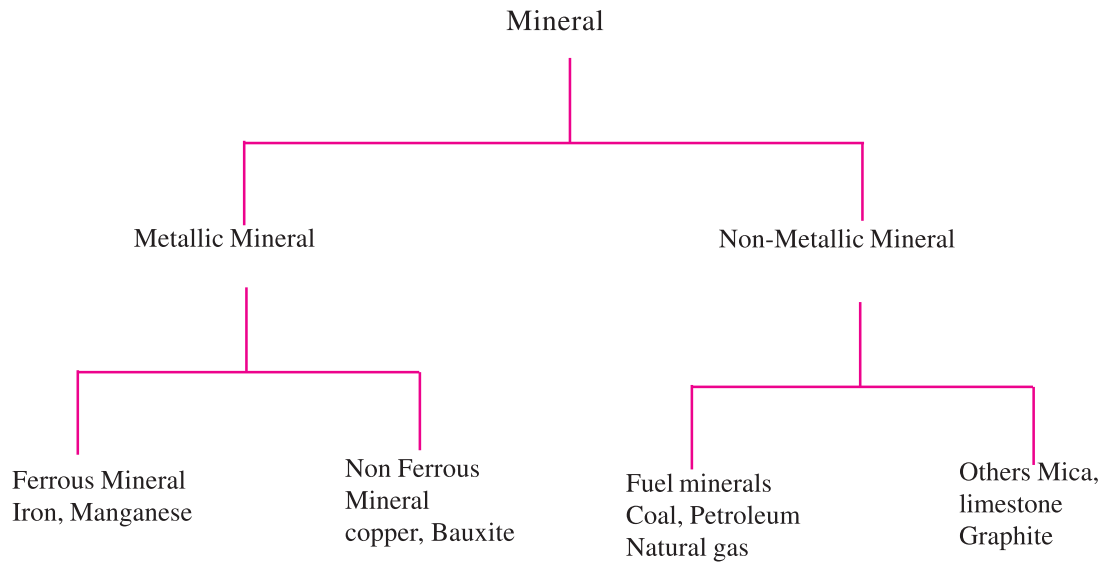 Mineral
Metallic Mineral
Non-Metallic Mineral
Ferrous Mineral
Iron, Manganese
Non Ferrous
Mineral
copper, Bauxite
Fuel minerals
Coal, Petroleum
Natural gas
Others Mica,
limestone
Graphite